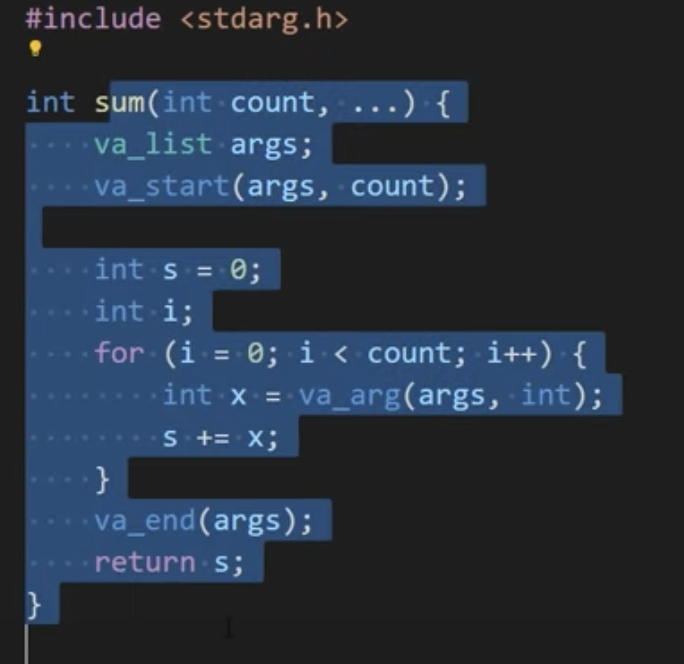 #include <stdarg.h>
int sum(int count, ...) {
    va_list args;
    va_start(args, count);
    int s = 0;
    int i;
    for (i = 0; i < count; i++) {
        int x = va_arg(args, int);
        s += x;
    }
    va_end(args);
    return s;
}